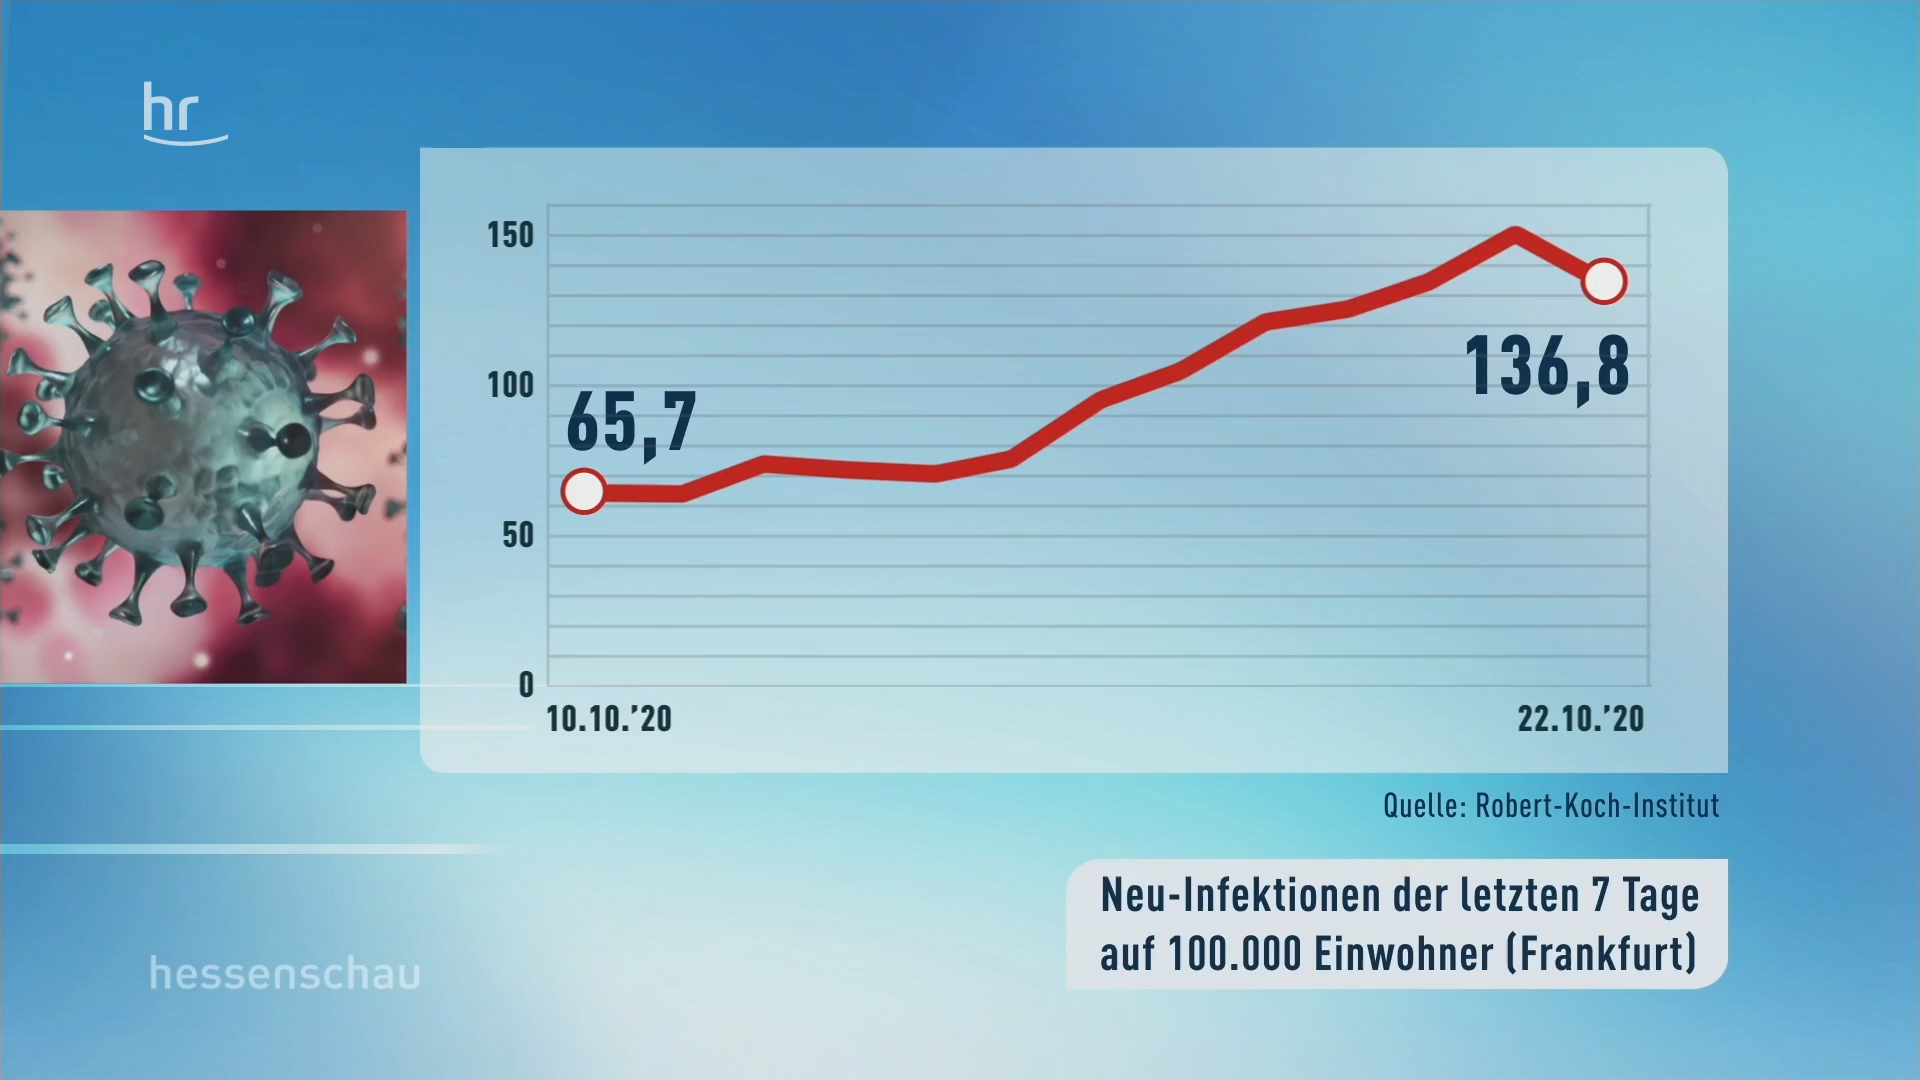 hr
150
100
50
0
65,7
136,8
10.10.'20
22.10.'20
Quelle: Robert-Koch-Institut
Neu-Infektionen der letzten 7 Tage
auf 100.000 Einwohner (Frankfurt)
hessenschau